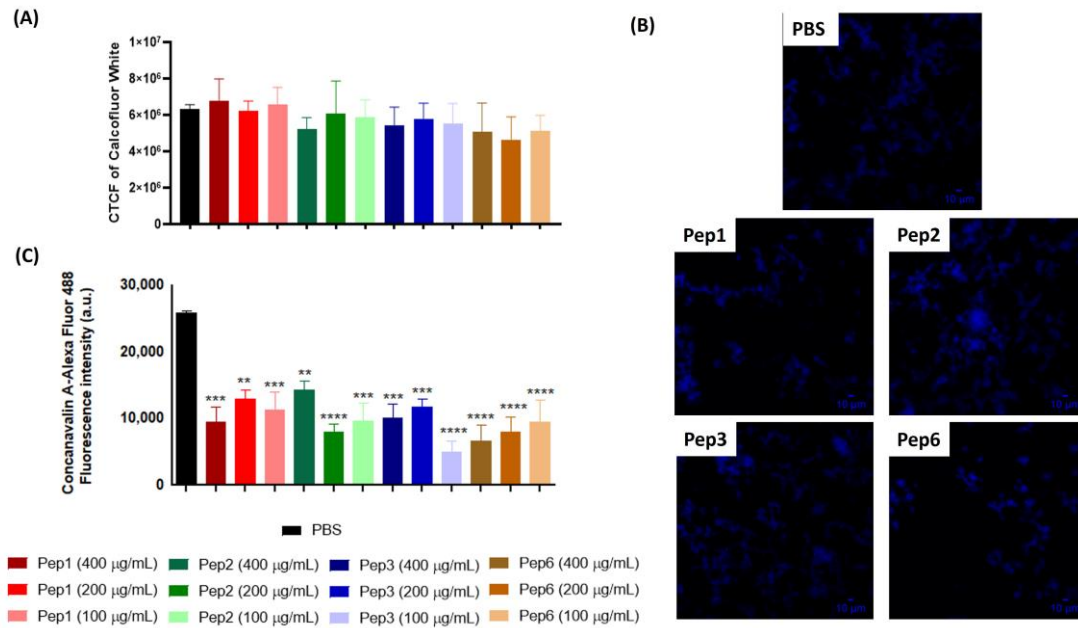 (A)
CTCF of Calcofluor White
1×10⁷
8×10⁶
6×10⁶
4×10⁶
2×10⁶
0
(B)
PBS
10 µm
Pep1
10 µm
Pep2
10 µm
Pep3
10 µm
Pep6
10 µm
(C)
Concanavalin A-Alexa Fluor 488
Fluorescence intensity (a.u.)
30,000
20,000
10,000
0
*** ** *** ** **** *** *** *** **** **** **** ****
PBS
Pep1 (400 µg/mL) Pep2 (400 µg/mL) Pep3 (400 µg/mL) Pep6 (400 µg/mL)
Pep1 (200 µg/mL) Pep2 (200 µg/mL) Pep3 (200 µg/mL) Pep6 (200 µg/mL)
Pep1 (100 µg/mL) Pep2 (100 µg/mL) Pep3 (100 µg/mL) Pep6 (100 µg/mL)